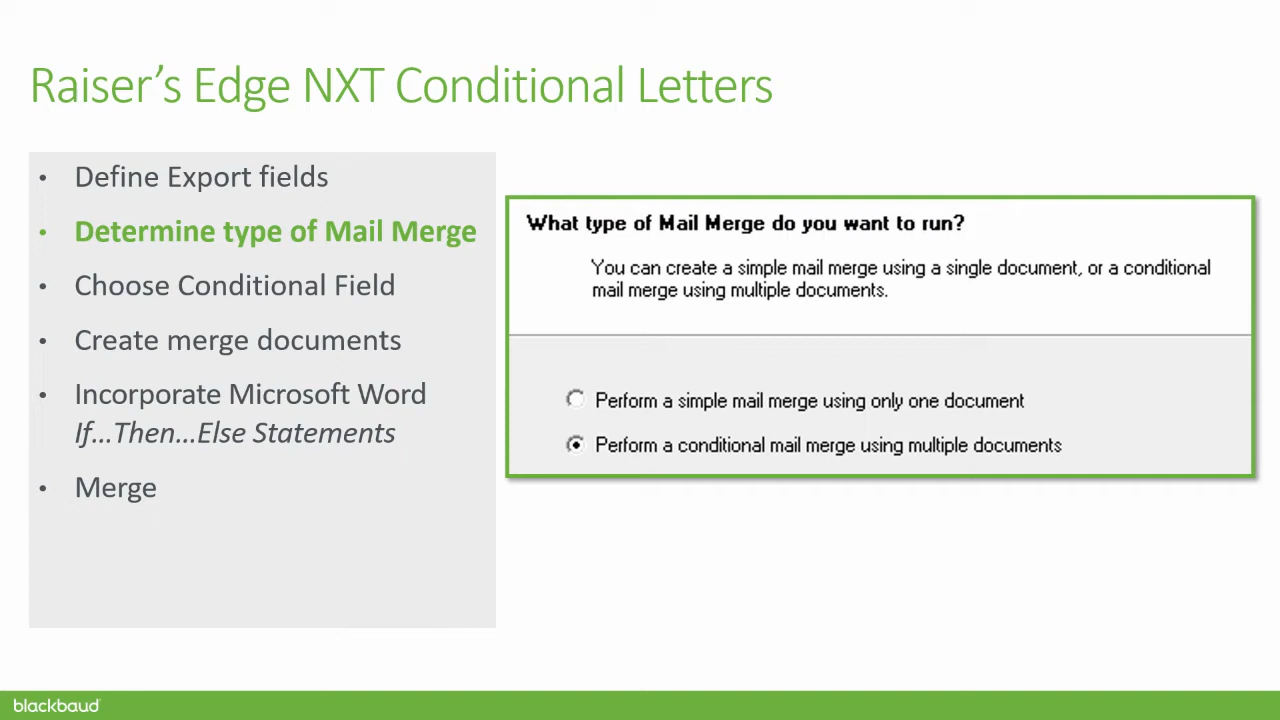 Raiser’s Edge NXT Conditional Letters
• Define Export fields
• Determine type of Mail Merge
• Choose Conditional Field
• Create merge documents
• Incorporate Microsoft Word
If…Then…Else Statements
• Merge
What type of Mail Merge do you want to run?
You can create a simple mail merge using a single document, or a conditional
mail merge using multiple documents.
Perform a simple mail merge using only one document
Perform a conditional mail merge using multiple documents
blackbaud